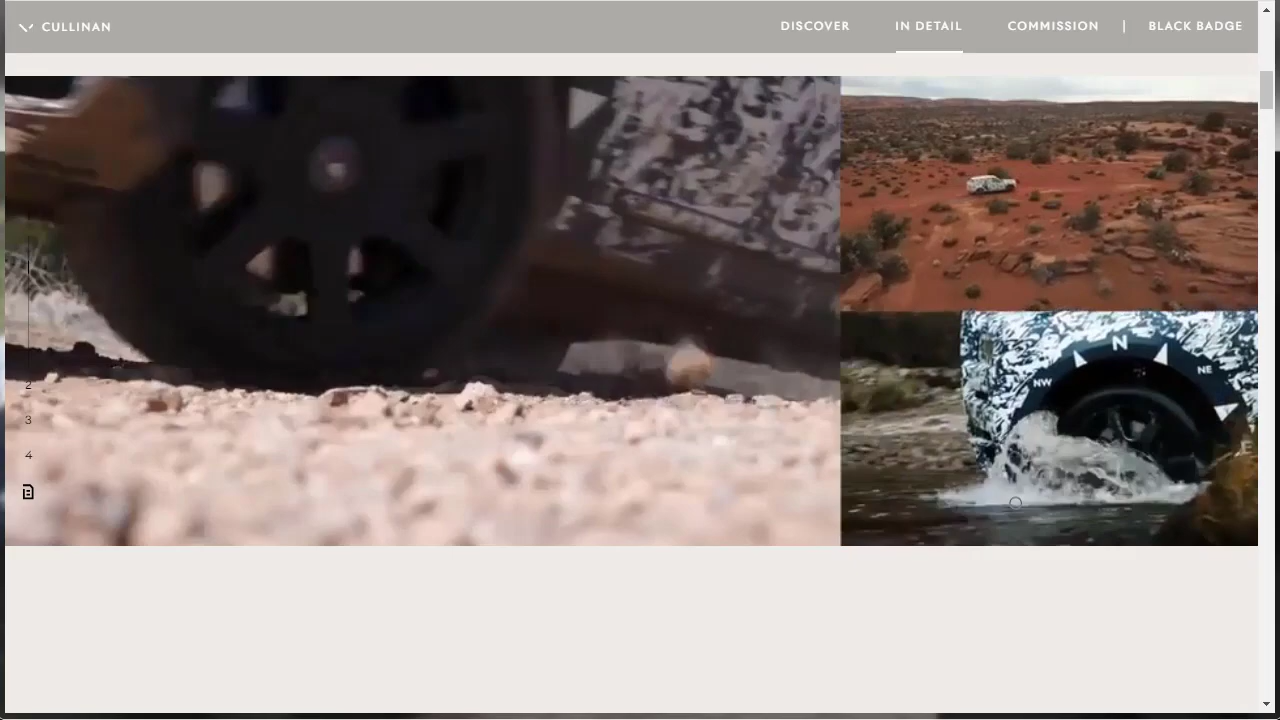 CULLINAN
DISCOVER
IN DETAIL
COMMISSION
|
BLACK BADGE
N
NW
NE
2
3
4